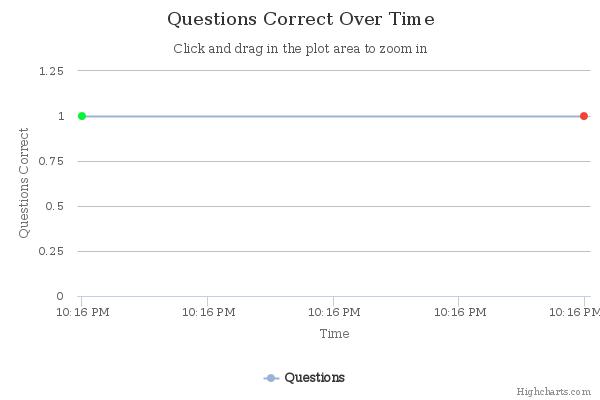 Questions Correct Over Time
Click and drag in the plot area to zoom in
1.25
1
0.75
0.5
0.25
0
Questions Correct
10:16 PM 10:16 PM 10:16 PM 10:16 PM 10:16 PM
Time
Questions
Highcharts.com